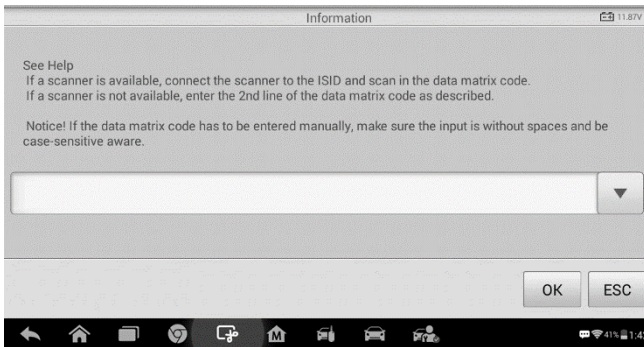 Information
11.87V
See Help
If a scanner is available, connect the scanner to the ISID and scan in the data matrix code.
If a scanner is not available, enter the 2nd line of the data matrix code as described.
Notice! If the data matrix code has to be entered manually, make sure the input is without spaces and be
case-sensitive aware.
OK
ESC
M
41%